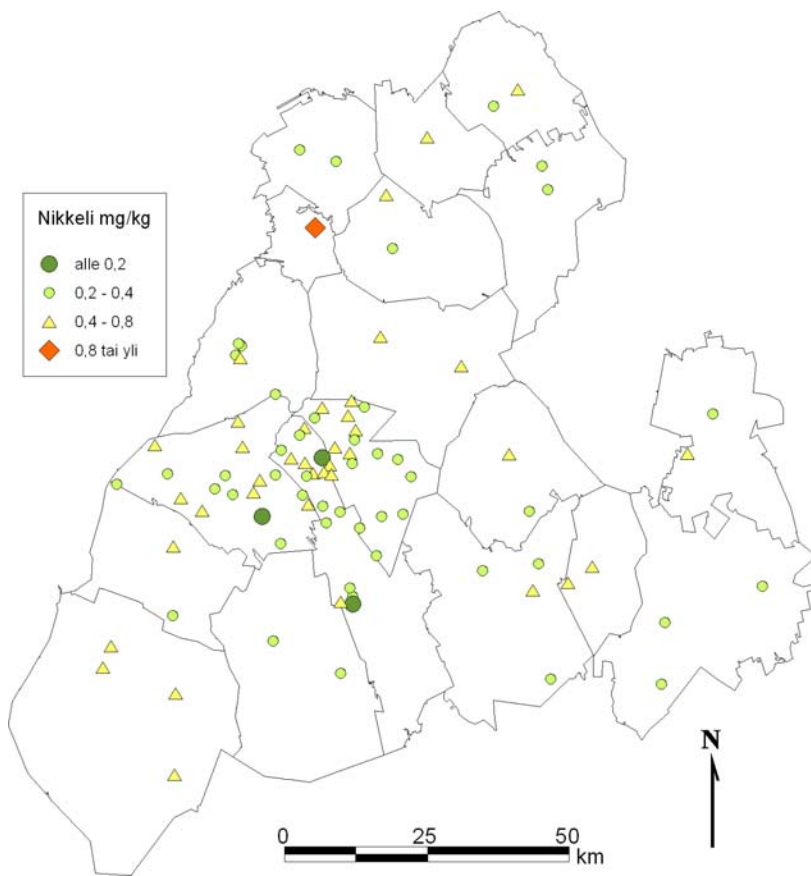 Nikkeli mg/kg
alle 0,2
0,2 - 0,4
0,4 - 0,8
0,8 tai yli
N
0 25 50
km